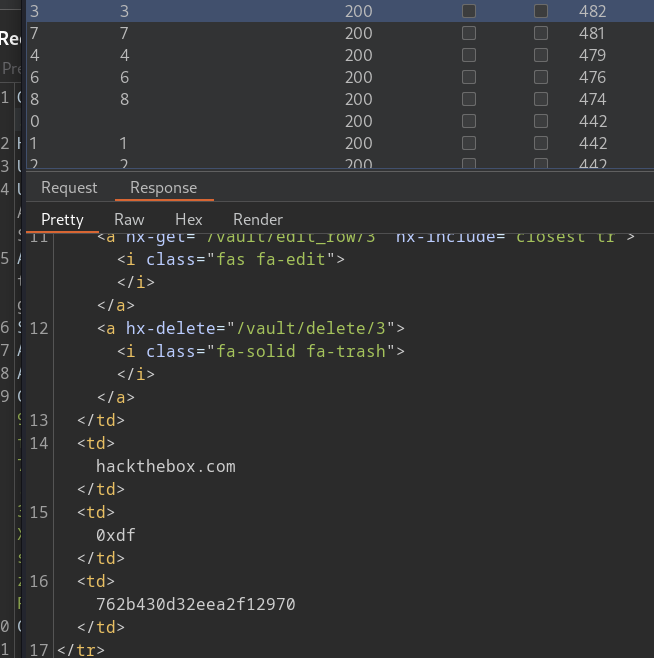 3 3 200 482
7 7 200 481
4 4 200 479
6 6 200 476
8 8 200 474
0 200 442
1 1 200 442
2 2 200 442
Request Response
Pretty Raw Hex Render
11 <a hx-get="/vault/edit_row/3" hx-include="closest tr">
<i class="fas fa-edit">
</i>
</a>
12 <a hx-delete="/vault/delete/3">
<i class="fa-solid fa-trash">
</i>
</a>
13 </td>
14 <td>
hackthebox.com
</td>
15 <td>
0xdf
</td>
16 <td>
762b430d32eea2f12970
</td>
17 </tr>